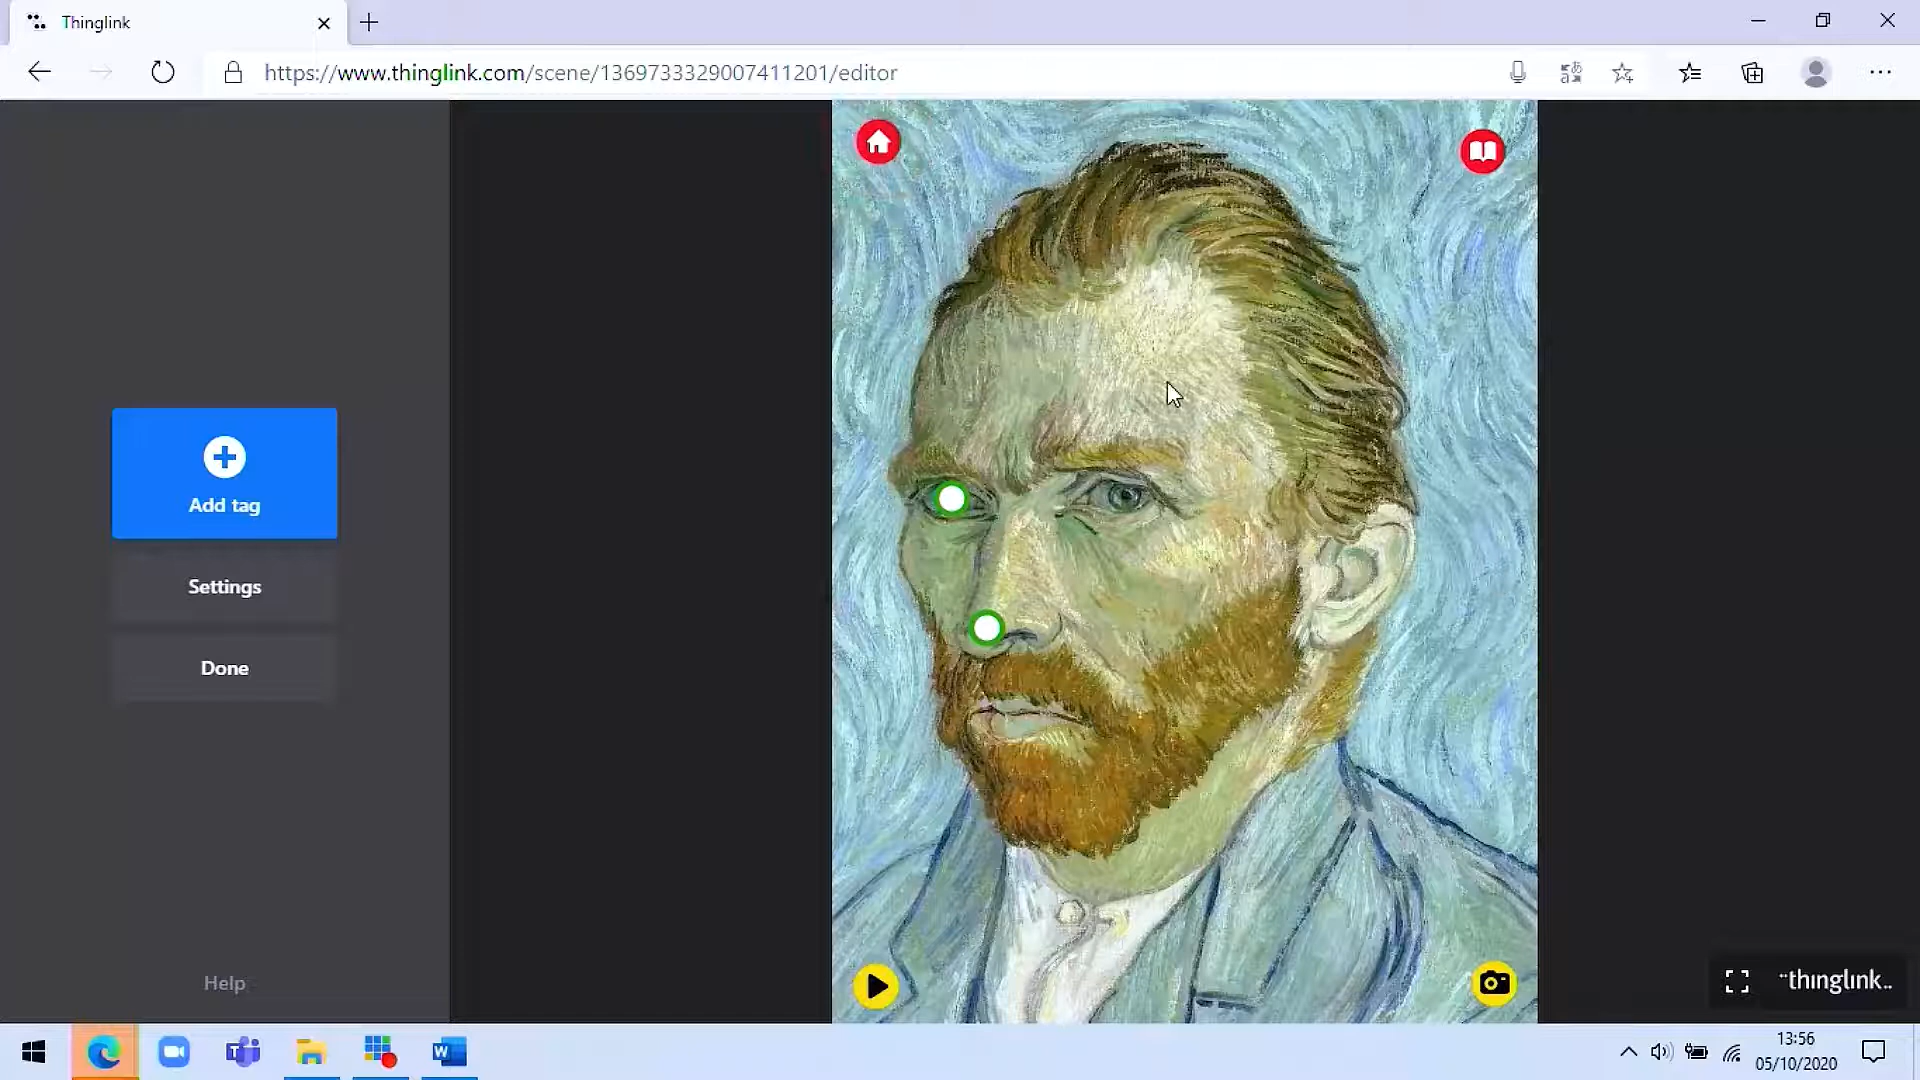 Thinglink
https://www.thinglink.com/scene/1369733329007411201/editor
Add tag
Settings
Done
Help
thinglink..
13:56
05/10/2020